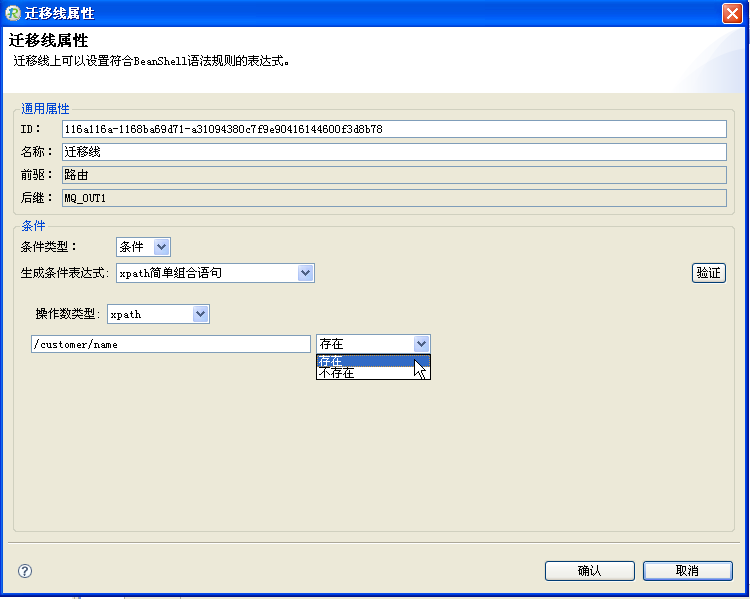 迁移线属性
迁移线属性
迁移线上可以设置符合BeanShell语法规则的表达式。
通用属性
ID： 116a116a-1168ba69d71-a31094380c7f9e90416144600f3d8b78
名称： 迁移线
前驱： 路由
后继： MQ_OUT1
条件
条件类型： 条件
生成条件表达式: xpath简单组合语句 验证
操作数类型: xpath
/customer/name 存在
存在
不存在
确认 取消